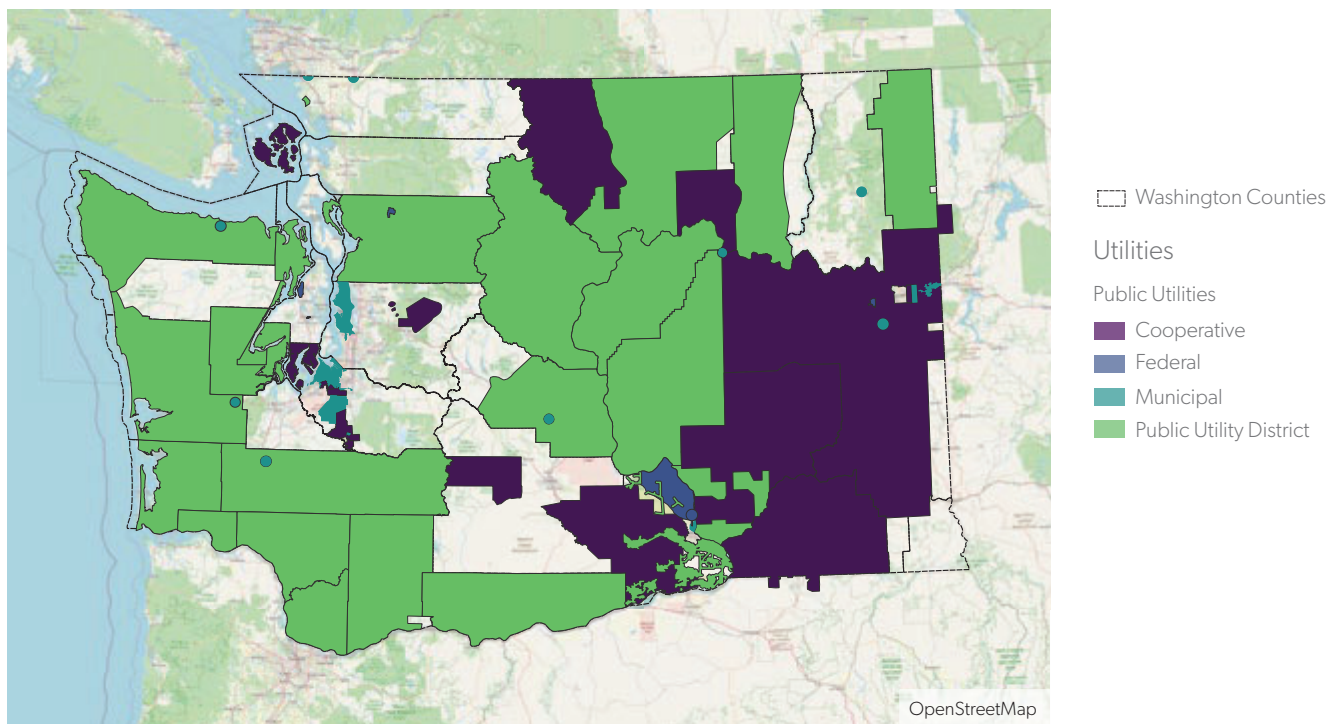 Washington Counties
Utilities
Public Utilities
Cooperative
Federal
Municipal
Public Utility District
OpenStreetMap